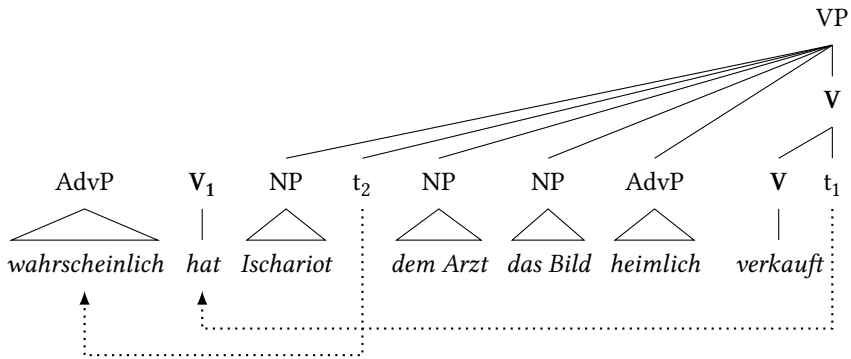 VP
V
AdvP V₁ NP t₂ NP NP AdvP V t₁
wahrscheinlich hat Ischariot dem Arzt das Bild heimlich verkauft